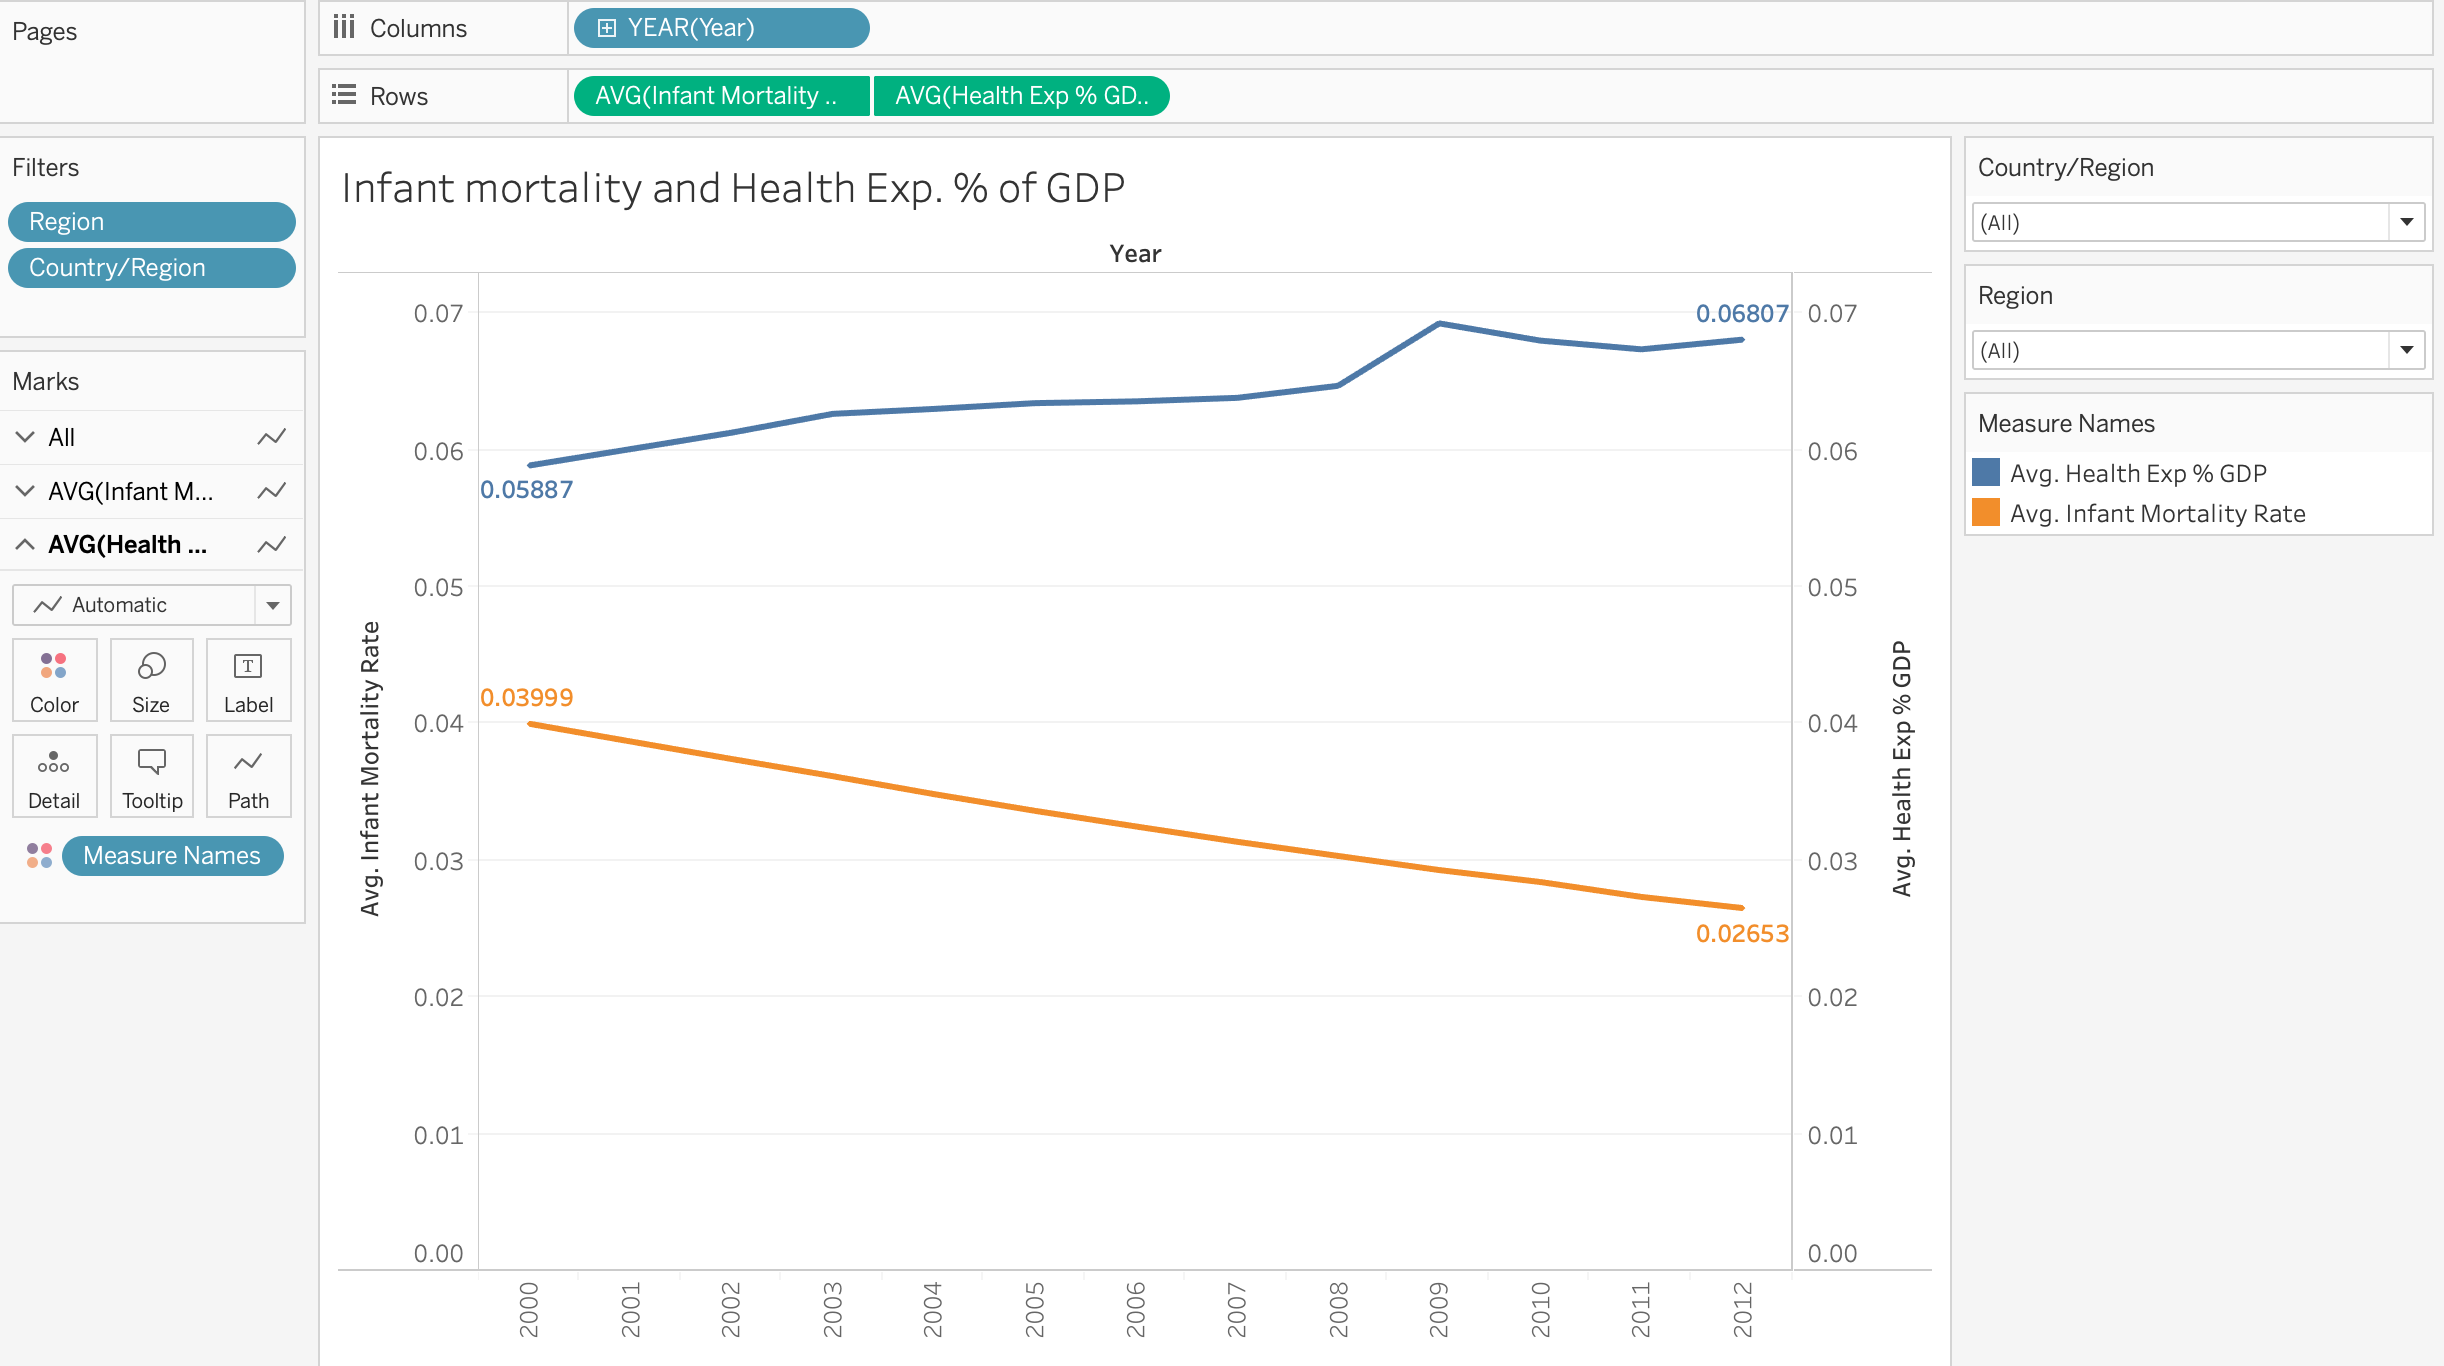 Pages
Columns
YEAR(Year)
Rows
AVG(Infant Mortality ..
AVG(Health Exp % GD..
Filters
Region
Country/Region
Marks
All
AVG(Infant M...
AVG(Health ...
Automatic
Color
Size
T
Label
Detail
Tooltip
Path
Measure Names
Infant mortality and Health Exp. % of GDP
Year
0.07
0.06
0.05
0.04
0.03
0.02
0.01
0.00
Avg. Infant Mortality Rate
0.05887
0.06807
0.03999
0.02653
0.07
0.06
0.05
0.04
0.03
0.02
0.01
0.00
Avg. Health Exp % GDP
2000
2001
2002
2003
2004
2005
2006
2007
2008
2009
2010
2011
2012
Country/Region
(All)
Region
(All)
Measure Names
Avg. Health Exp % GDP
Avg. Infant Mortality Rate